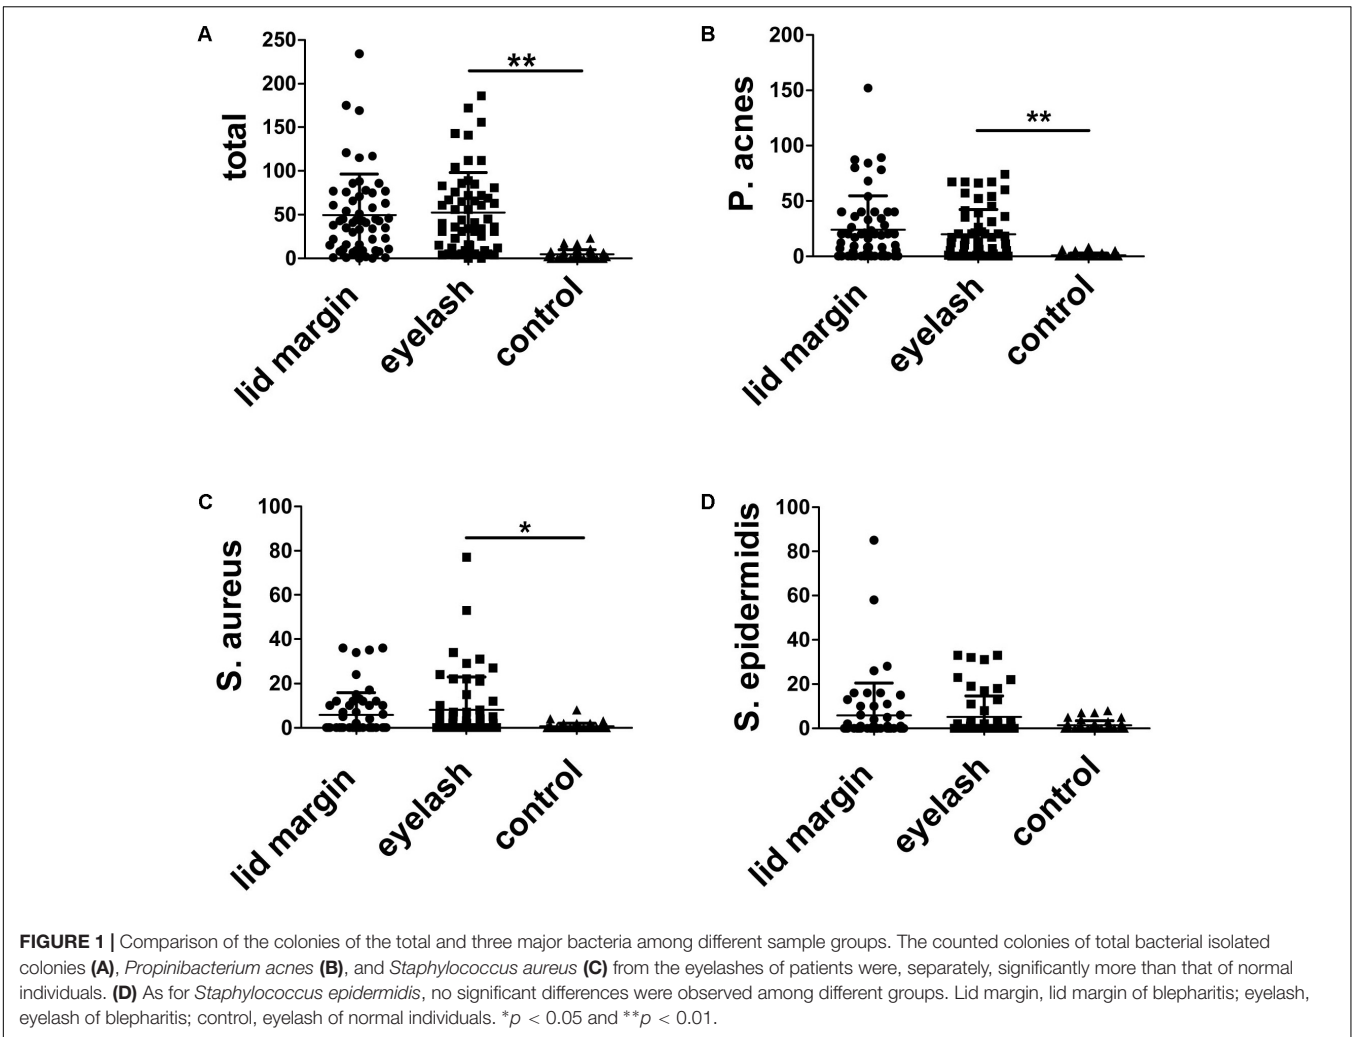 A
total
250
200
150
100
50
0
**
lid margin
eyelash
control
B
P. acnes
200
150
100
50
0
**
lid margin
eyelash
control
C
S. aureus
100
80
60
40
20
0
*
lid margin
eyelash
control
D
S. epidermidis
100
80
60
40
20
0
lid margin
eyelash
control
FIGURE 1 | Comparison of the colonies of the total and three major bacteria among different sample groups. The counted colonies of total bacterial isolated
colonies (A), Propinibacterium acnes (B), and Staphylococcus aureus (C) from the eyelashes of patients were, separately, significantly more than that of normal
individuals. (D) As for Staphylococcus epidermidis, no significant differences were observed among different groups. Lid margin, lid margin of blepharitis; eyelash,
eyelash of blepharitis; control, eyelash of normal individuals. *p < 0.05 and **p < 0.01.